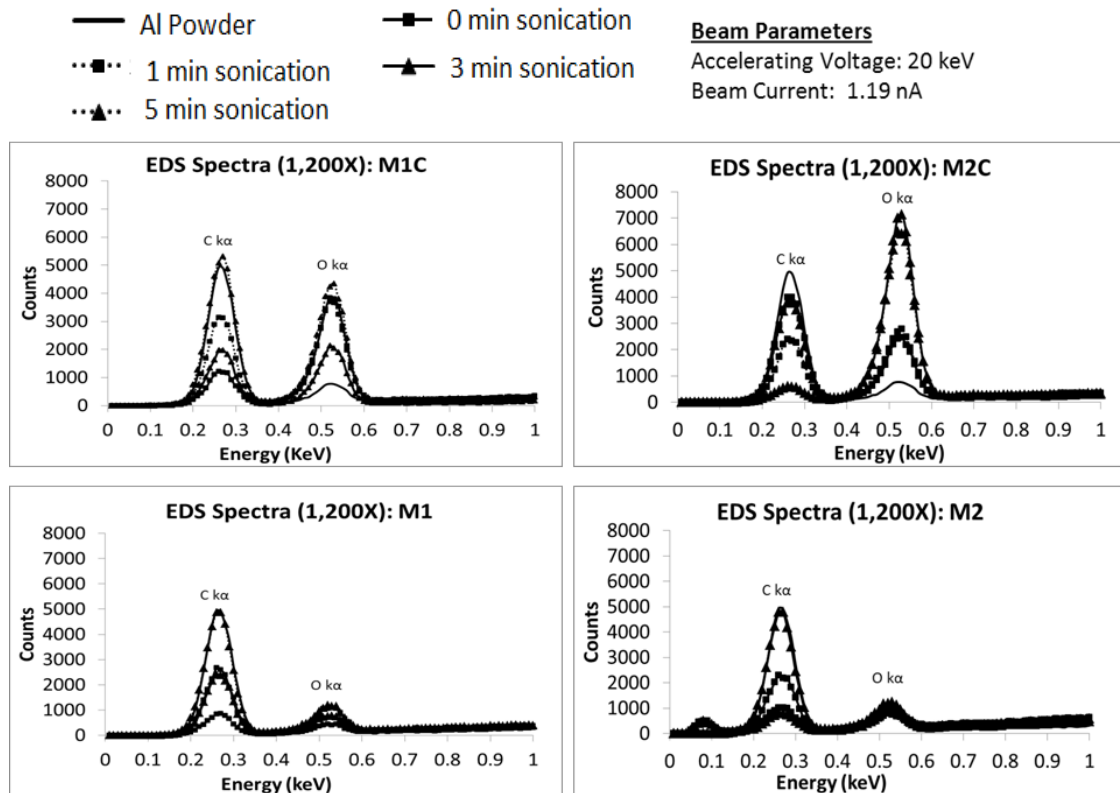 Al Powder
0 min sonication
1 min sonication
3 min sonication
5 min sonication
Beam Parameters
Accelerating Voltage: 20 keV
Beam Current: 1.19 nA
EDS Spectra (1,200X): M1C
8000
7000
6000
5000
4000
3000
2000
1000
0
Counts
C kα
O kα
0 0.1 0.2 0.3 0.4 0.5 0.6 0.7 0.8 0.9 1
Energy (KeV)
EDS Spectra (1,200X): M2C
8000
7000
6000
5000
4000
3000
2000
1000
0
Counts
C kα
O kα
0 0.1 0.2 0.3 0.4 0.5 0.6 0.7 0.8 0.9 1
Energy (keV)
EDS Spectra (1,200X): M1
8000
7000
6000
5000
4000
3000
2000
1000
0
Counts
C kα
O kα
0 0.1 0.2 0.3 0.4 0.5 0.6 0.7 0.8 0.9 1
Energy (keV)
EDS Spectra (1,200X): M2
8000
7000
6000
5000
4000
3000
2000
1000
0
Counts
C kα
O kα
0 0.1 0.2 0.3 0.4 0.5 0.6 0.7 0.8 0.9 1
Energy (keV)